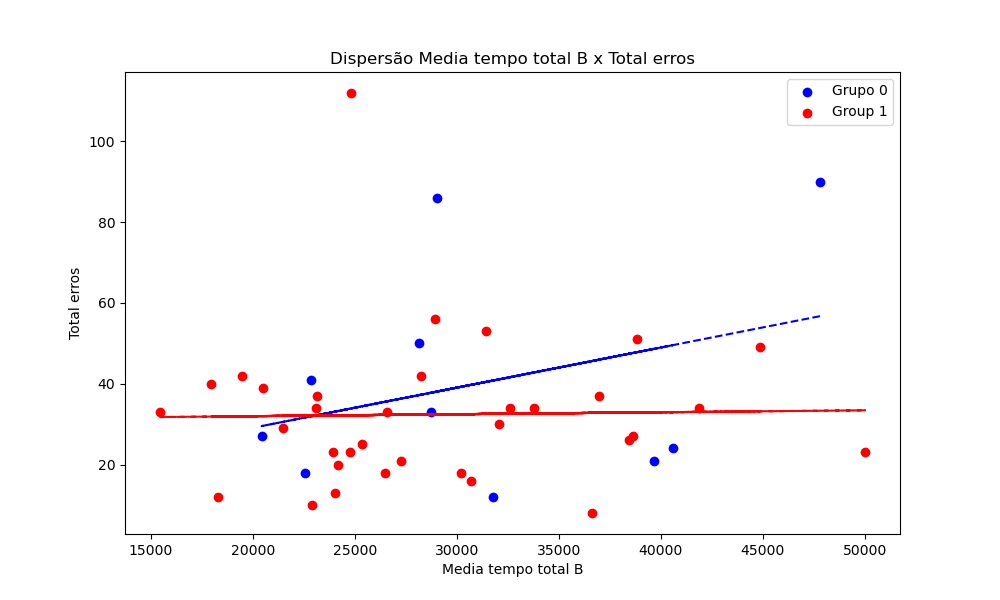 Dispersão Media tempo total B x Total erros
Grupo 0
Group 1
Total erros
100
80
60
40
20
15000 20000 25000 30000 35000 40000 45000 50000
Media tempo total B